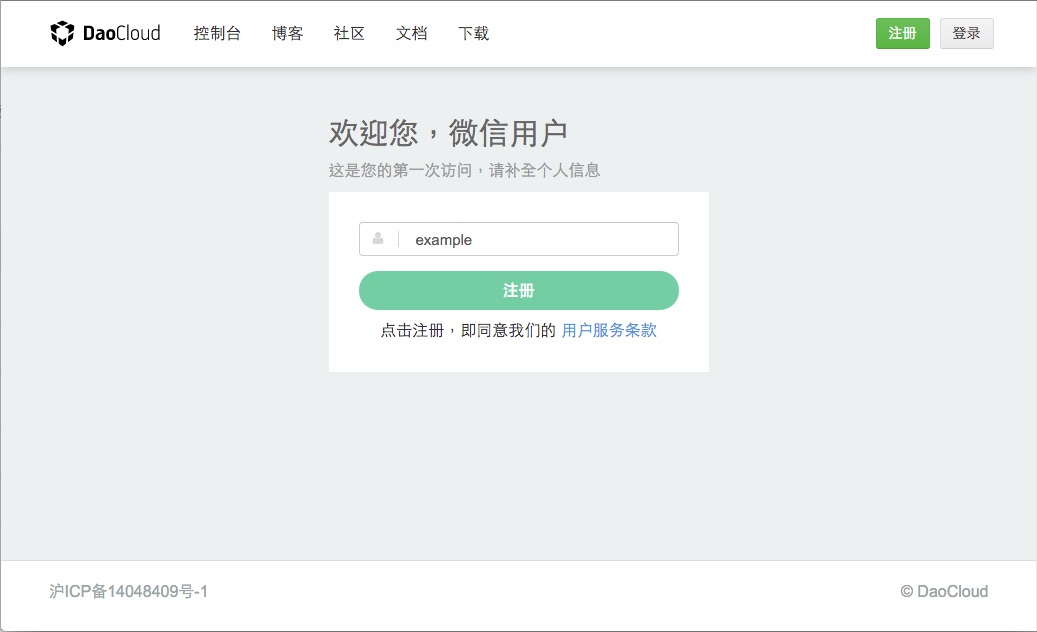 DaoCloud 控制台 博客 社区 文档 下载 注册 登录
欢迎您，微信用户
这是您的第一次访问，请补全个人信息
example
注册
点击注册，即同意我们的 用户服务条款
沪ICP备14048409号-1 © DaoCloud